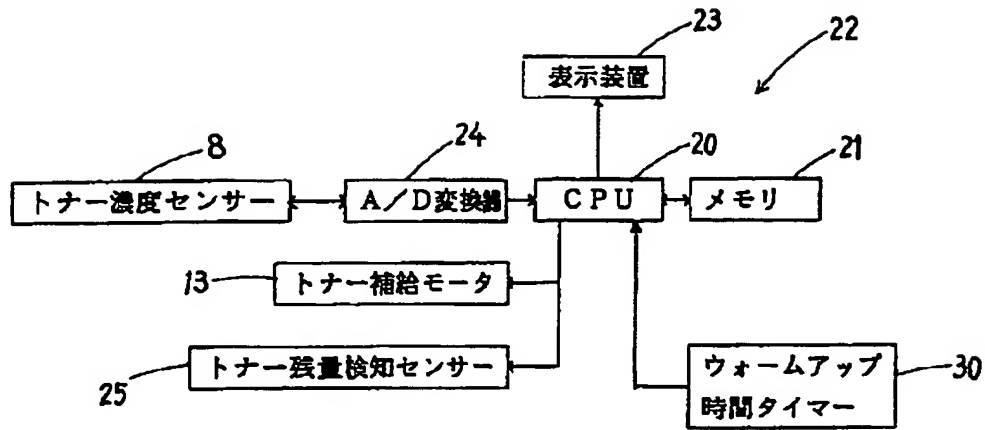 23
22
表示装置
8
24
20
21
トナー濃度センサー
A/D変換器
CPU
メモリ
13
トナー補給モータ
25
トナー残量検知センサー
ウォームアップ
時間タイマー
30